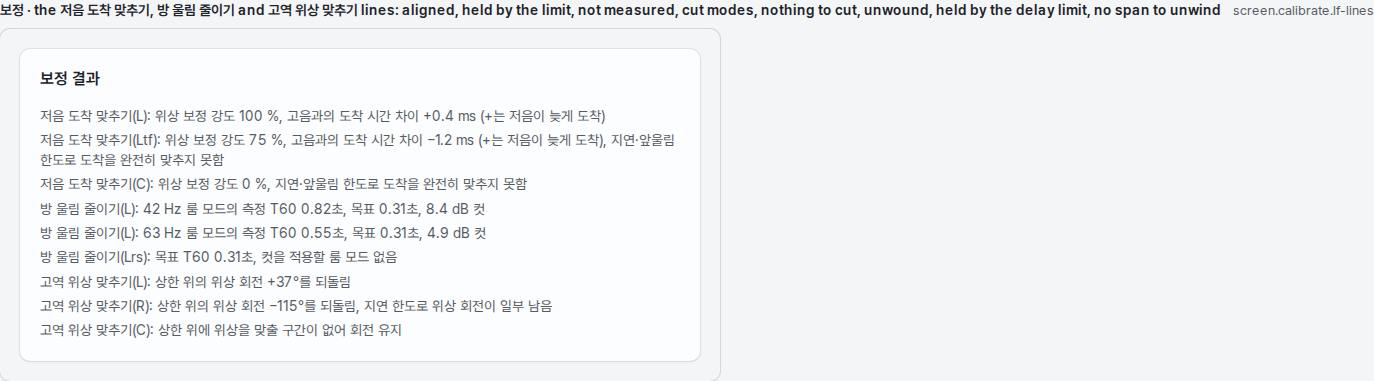 보정 · the 저음 도착 맞추기, 방 울림 줄이기 and 고역 위상 맞추기 lines: aligned, held by the limit, not measured, cut modes, nothing to cut, unwound, held by the delay limit, no span to unwind screen.calibrate.lf-lines
보정 결과
저음 도착 맞추기(L): 위상 보정 강도 100 %, 고음과의 도착 시간 차이 +0.4 ms (+는 저음이 늦게 도착)
저음 도착 맞추기(Ltf): 위상 보정 강도 75 %, 고음과의 도착 시간 차이 −1.2 ms (+는 저음이 늦게 도착), 지연·앞울림
한도로 도착을 완전히 맞추지 못함
저음 도착 맞추기(C): 위상 보정 강도 0 %, 지연·앞울림 한도로 도착을 완전히 맞추지 못함
방 울림 줄이기(L): 42 Hz 룸 모드의 측정 T60 0.82초, 목표 0.31초, 8.4 dB 컷
방 울림 줄이기(L): 63 Hz 룸 모드의 측정 T60 0.55초, 목표 0.31초, 4.9 dB 컷
방 울림 줄이기(Lrs): 목표 T60 0.31초, 컷을 적용할 룸 모드 없음
고역 위상 맞추기(L): 상한 위의 위상 회전 +37°를 되돌림
고역 위상 맞추기(R): 상한 위의 위상 회전 −115°를 되돌림, 지연 한도로 위상 회전이 일부 남음
고역 위상 맞추기(C): 상한 위에 위상을 맞출 구간이 없어 회전 유지